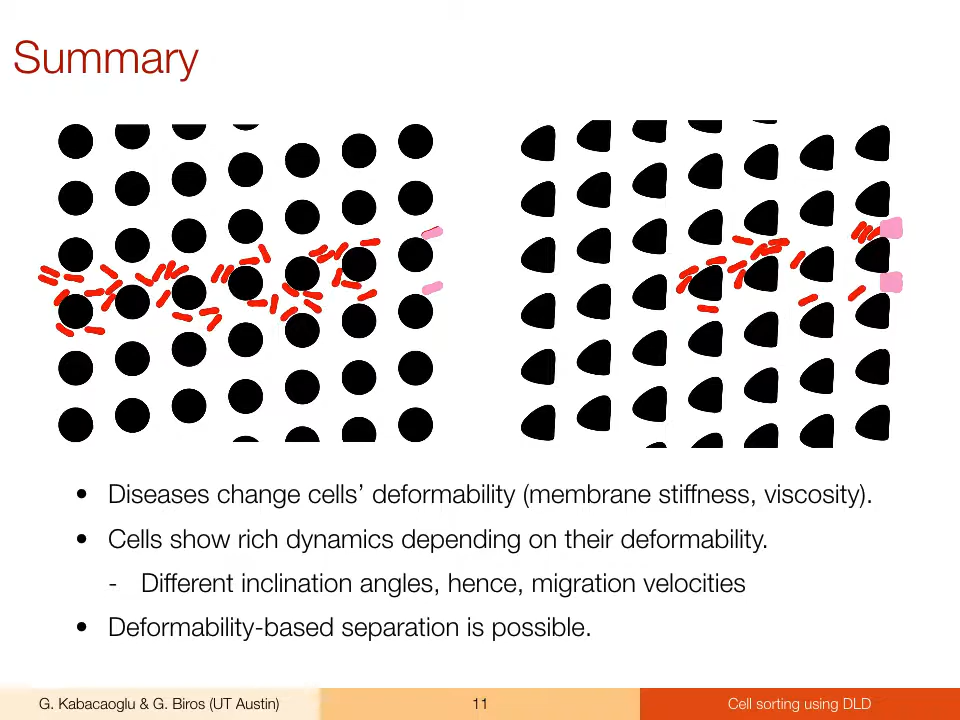 Summary
• Diseases change cells’ deformability (membrane stiffness, viscosity).
• Cells show rich dynamics depending on their deformability.
- Different inclination angles, hence, migration velocities
• Deformability-based separation is possible.
G. Kabacaoglu & G. Biros (UT Austin) 11 Cell sorting using DLD